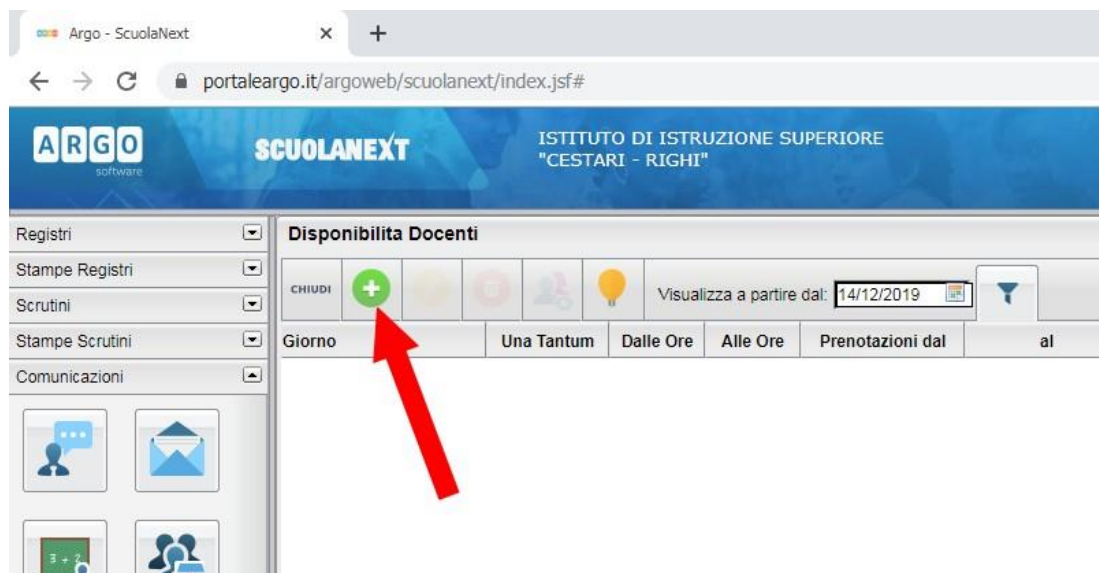 Argo - ScuolaNext
portaleargo.it/argoweb/scuolanext/index.jsf#
ARGO
software
SCUOLANEXT
ISTITUTO DI ISTRUZIONE SUPERIORE
"CESTARI - RIGHI"
Registri
Stampe Registri
Scrutini
Stampe Scrutini
Comunicazioni
Disponibilita Docenti
CHIUDI
Visualizza a partire dal: 14/12/2019
Giorno Una Tantum Dalle Ore Alle Ore Prenotazioni dal al
3 + 2